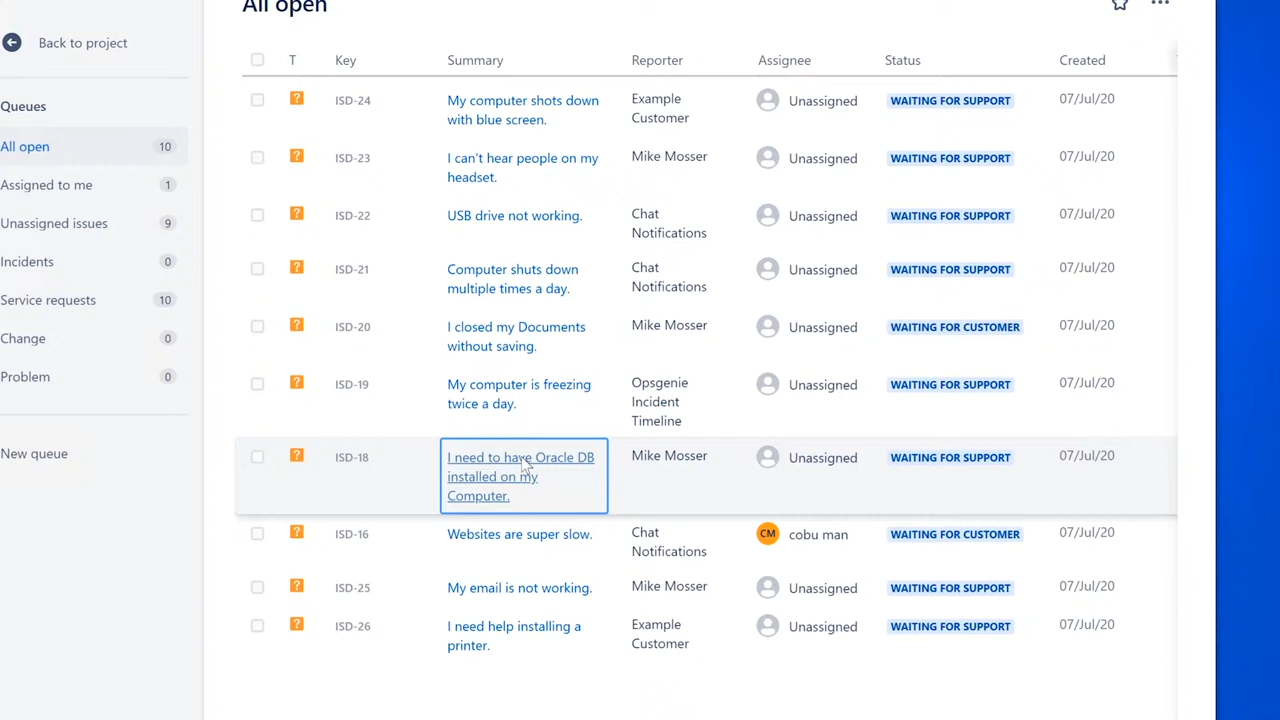 All open
Back to project
T Key Summary Reporter Assignee Status Created
Queues
All open 10
Assigned to me 1
Unassigned issues 9
Incidents 0
Service requests 10
Change 0
Problem 0
New queue
? ISD-24 My computer shots down Example Unassigned WAITING FOR SUPPORT 07/Jul/20
with blue screen. Customer
? ISD-23 I can't hear people on my Mike Mosser Unassigned WAITING FOR SUPPORT 07/Jul/20
headset.
? ISD-22 USB drive not working. Chat Unassigned WAITING FOR SUPPORT 07/Jul/20
Notifications
? ISD-21 Computer shuts down Chat Unassigned WAITING FOR SUPPORT 07/Jul/20
multiple times a day. Notifications
? ISD-20 I closed my Documents Mike Mosser Unassigned WAITING FOR CUSTOMER 07/Jul/20
without saving.
? ISD-19 My computer is freezing Opsgenie Unassigned WAITING FOR SUPPORT 07/Jul/20
twice a day. Incident
Timeline
? ISD-18 I need to have Oracle DB Mike Mosser Unassigned WAITING FOR SUPPORT 07/Jul/20
installed on my
Computer.
? ISD-16 Websites are super slow. Chat CM cobu man WAITING FOR CUSTOMER 07/Jul/20
Notifications
? ISD-25 My email is not working. Mike Mosser Unassigned WAITING FOR SUPPORT 07/Jul/20
? ISD-26 I need help installing a Example Unassigned WAITING FOR SUPPORT 07/Jul/20
printer. Customer